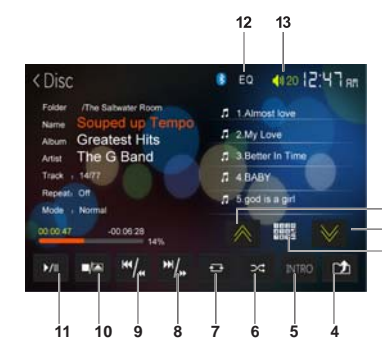 12 13
< Disc EQ 20 12:47 AM
Folder /The Saltwater Room
Name Souped up Tempo
Album Greatest Hits
Artist The G Band
Track : 14/77
Repeat: Off
Mode : Normal
00:00:47 -00:06:28
14%
1.Almost love
2.My Love
3.Better In Time
4.BABY
5.god is a girl
INTRO
11 10 9 8 7 6 5 4